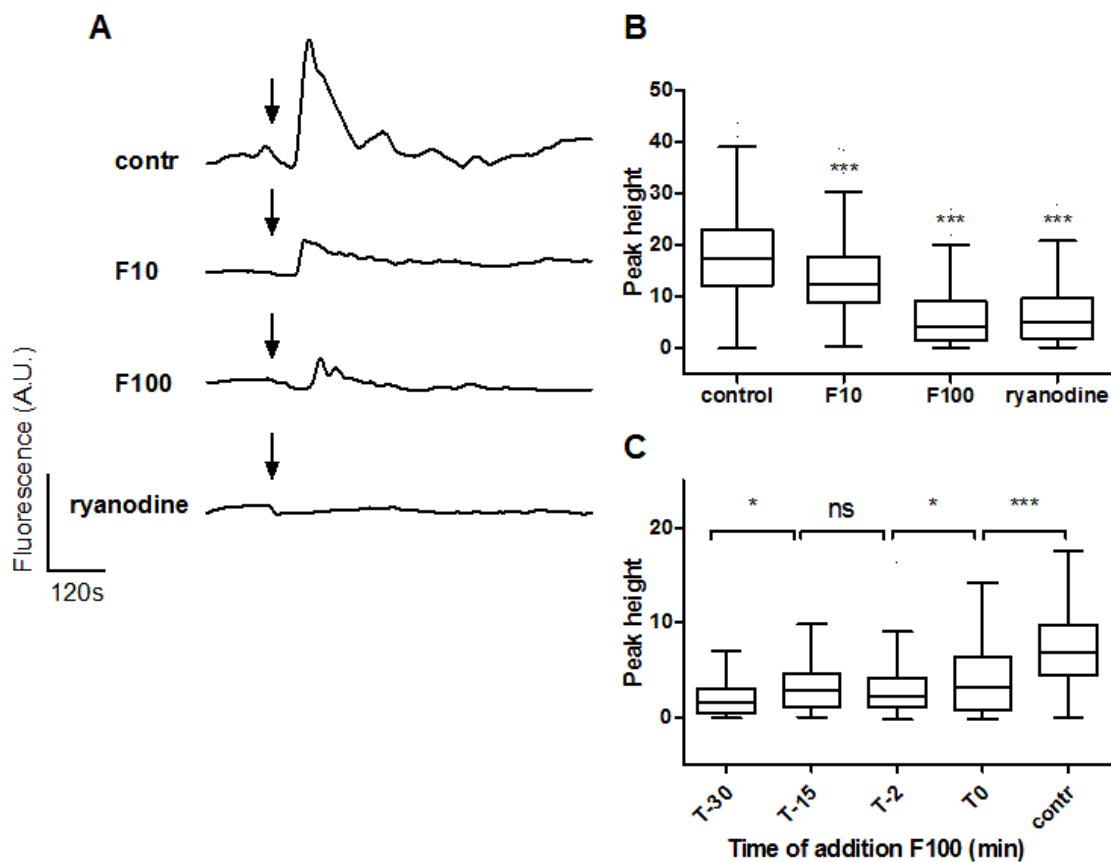 A
contr
F10
F100
ryanodine
Fluorescence (A.U.)
120s
B
Peak height
50
40
30
20
10
0
***
***
***
control F10 F100 ryanodine
C
Peak height
20
10
0
* ns * ***
T-30 T-15 T-2 T0 contr
Time of addition F100 (min)